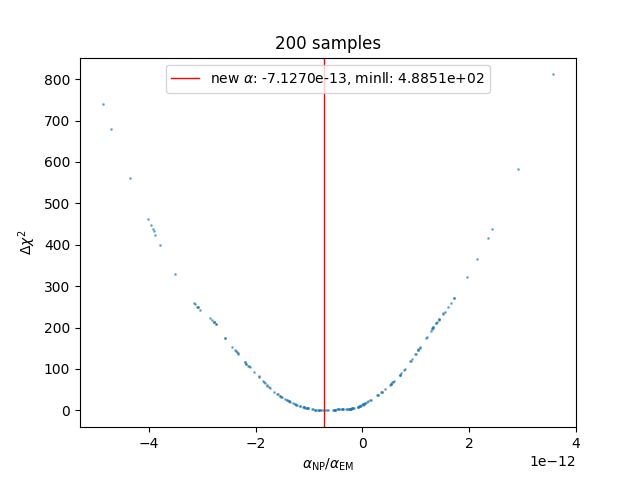 200 samples
new α: -7.1270e-13, minll: 4.8851e+02
Δχ²
800
700
600
500
400
300
200
100
0
−4 −2 0 2 4
1e−12
α_NP/α_EM